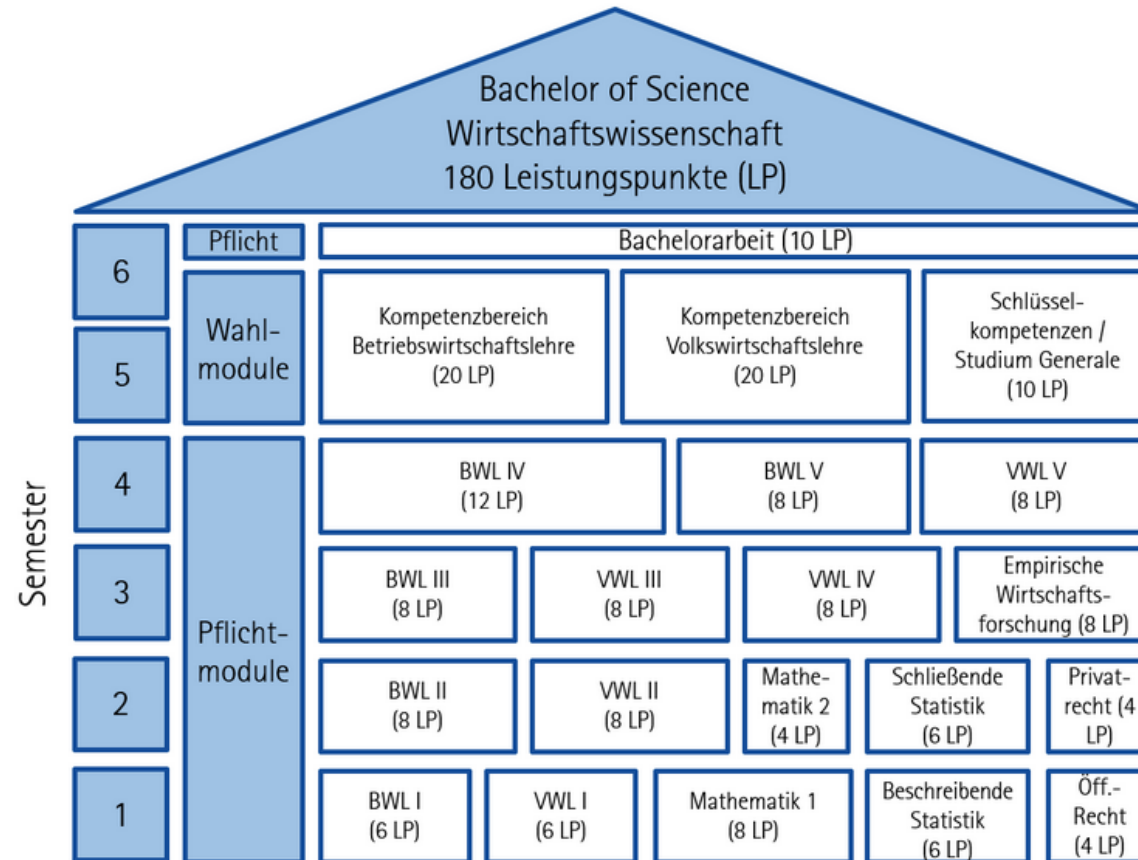 Bachelor of Science
Wirtschaftswissenschaft
180 Leistungspunkte (LP)
Semester
6
Pflicht
Bachelorarbeit (10 LP)
5
Wahl-
module
Kompetenzbereich
Betriebswirtschaftslehre
(20 LP)
Kompetenzbereich
Volkswirtschaftslehre
(20 LP)
Schlüssel-
kompetenzen /
Studium Generale
(10 LP)
4
Pflicht-
module
BWL IV
(12 LP)
BWL V
(8 LP)
VWL V
(8 LP)
3
BWL III
(8 LP)
VWL III
(8 LP)
VWL IV
(8 LP)
Empirische
Wirtschafts-
forschung (8 LP)
2
BWL II
(8 LP)
VWL II
(8 LP)
Mathe-
matik 2
(4 LP)
Schließende
Statistik
(6 LP)
Privat-
recht (4
LP)
1
BWL I
(6 LP)
VWL I
(6 LP)
Mathematik 1
(8 LP)
Beschreibende
Statistik
(6 LP)
Öff.-
Recht
(4 LP)